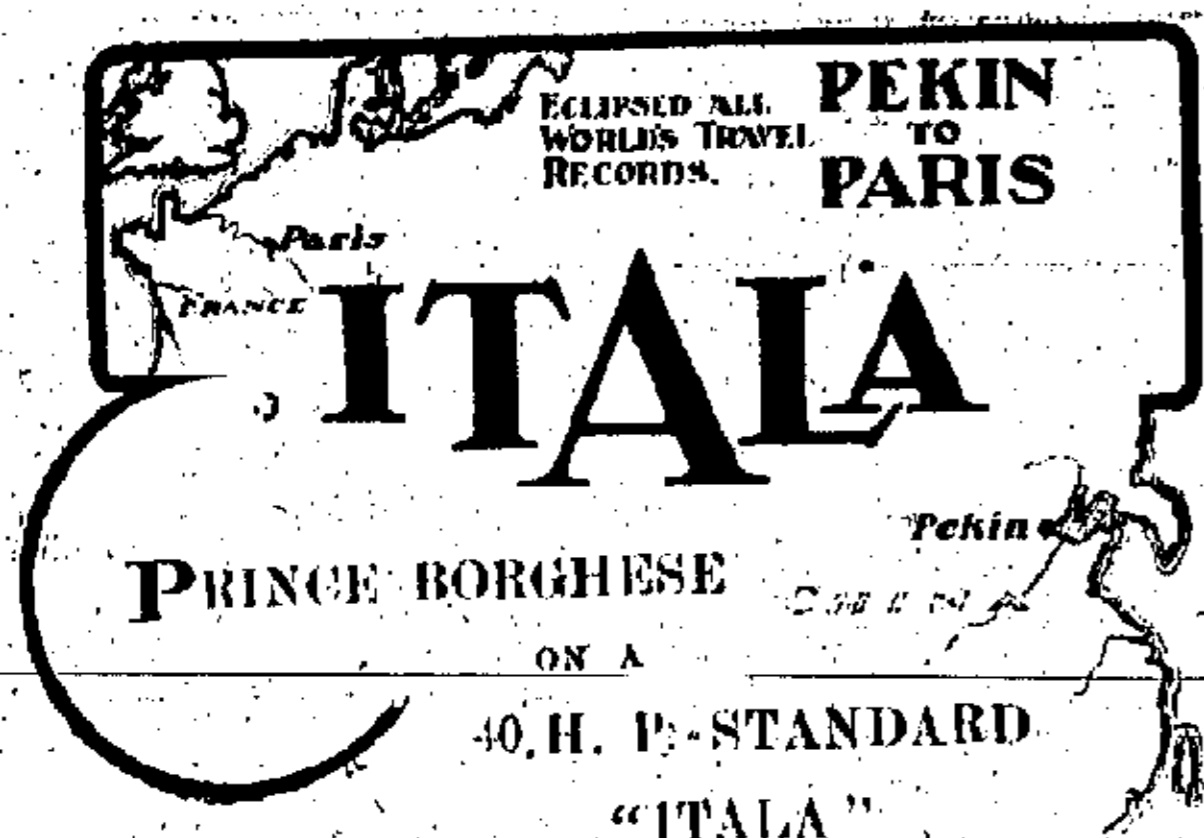 ECLIPSED ALL
WORLD'S TRAVEL
RECORDS.
PEKIN
TO
PARIS
Paris
FRANCE
ITALA
Pekin
PRINCE BORGHESE
ON A
40. H. P. STANDARD
"ITALA"